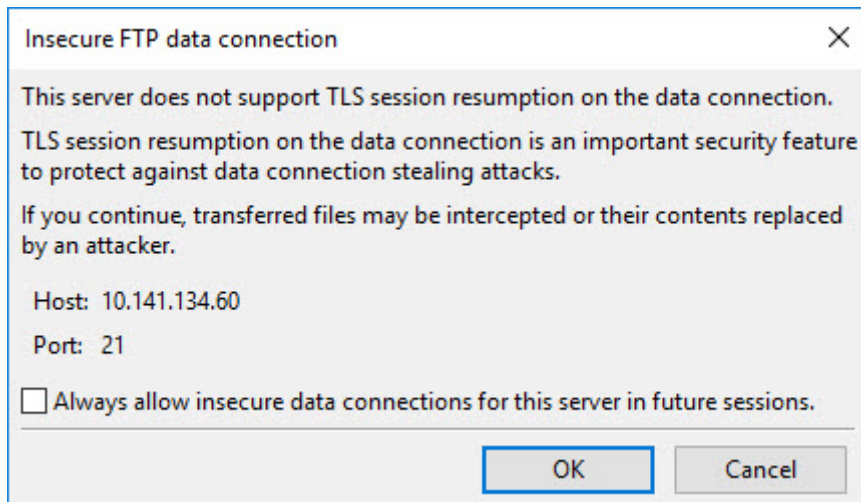 Insecure FTP data connection
This server does not support TLS session resumption on the data connection.
TLS session resumption on the data connection is an important security feature
to protect against data connection stealing attacks.
If you continue, transferred files may be intercepted or their contents replaced
by an attacker.
Host: 10.141.134.60
Port: 21
Always allow insecure data connections for this server in future sessions.
OK Cancel